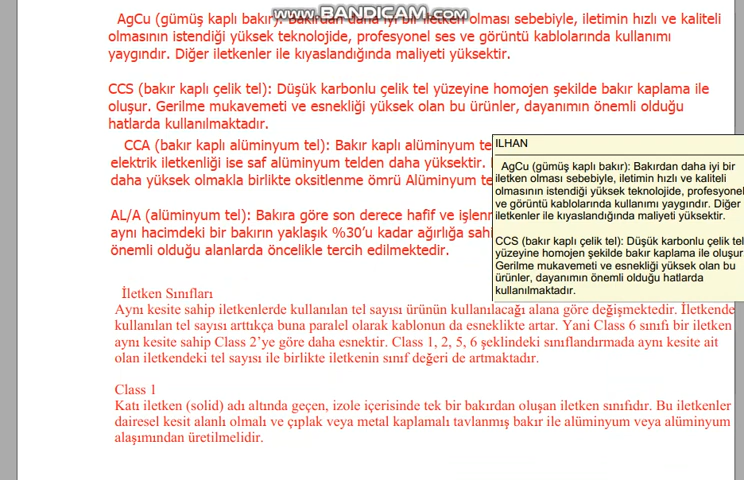 www.BANDICAM.com
AgCu (gümüş kaplı bakır): Bakırdan daha iyi bir iletken olması sebebiyle, iletimin hızlı ve kaliteli
olmasının istendiği yüksek teknolojide, profesyonel ses ve görüntü kablolarında kullanımı
yaygındır. Diğer iletkenler ile kıyaslandığında maliyeti yüksektir.
CCS (bakır kaplı çelik tel): Düşük karbonlu çelik tel yüzeyine homojen şekilde bakır kaplama ile
oluşur. Gerilme mukavemeti ve esnekliği yüksek olan bu ürünler, dayanımın önemli olduğu
hatlarda kullanılmaktadır.
CCA (bakır kaplı alüminyum tel): Bakır kaplı alüminyum te
elektrik iletkenliği ise saf alüminyum telden daha yüksektir.
daha yüksek olmakla birlikte oksitlenme ömrü Alüminyum te
AL/A (alüminyum tel): Bakıra göre son derece hafif ve işlenr
aynı hacimdeki bir bakırın yaklaşık %30'u kadar ağırlığa sahi
önemli olduğu alanlarda öncelikle tercih edilmektedir.
ILHAN
AgCu (gümüş kaplı bakır): Bakırdan daha iyi bir
iletken olması sebebiyle, iletimin hızlı ve kaliteli
olmasının istendiği yüksek teknolojide, profesyonel
ses ve görüntü kablolarında kullanımı yaygındır. Diğer
iletkenler ile kıyaslandığında maliyeti yüksektir.
CCS (bakır kaplı çelik tel): Düşük karbonlu çelik tel
yüzeyine homojen şekilde bakır kaplama ile oluşur.
Gerilme mukavemeti ve esnekliği yüksek olan bu
ürünler, dayanımın önemli olduğu hatlarda
kullanılmaktadır.
İletken Sınıfları
Aynı kesite sahip iletkenlerde kullanılan tel sayısı ürünün kullanılacağı alana göre değişmektedir. İletkende
kullanılan tel sayısı arttıkça buna paralel olarak kablonun da esneklikte artar. Yani Class 6 sınıfı bir iletken
aynı kesite sahip Class 2'ye göre daha esnektir. Class 1, 2, 5, 6 şeklindeki sınıflandırmada aynı kesite ait
olan iletkendeki tel sayısı ile birlikte iletkenin sınıf değeri de artmaktadır.
Class 1
Katı iletken (solid) adı altında geçen, izole içerisinde tek bir bakırdan oluşan iletken sınıfıdır. Bu iletkenler
dairesel kesit alanlı olmalı ve çıplak veya metal kaplamalı tavlanmış bakır ile alüminyum veya alüminyum
alaşımından üretilmelidir.